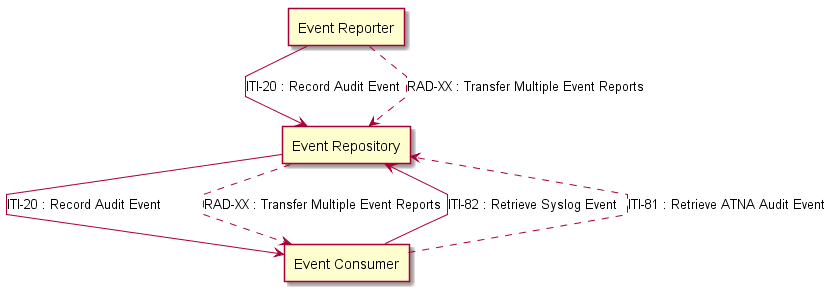 Event Reporter
ITI-20 : Record Audit Event
RAD-XX : Transfer Multiple Event Reports
Event Repository
ITI-20 : Record Audit Event
RAD-XX : Transfer Multiple Event Reports
ITI-82 : Retrieve Syslog Event
ITI-81 : Retrieve ATNA Audit Event
Event Consumer